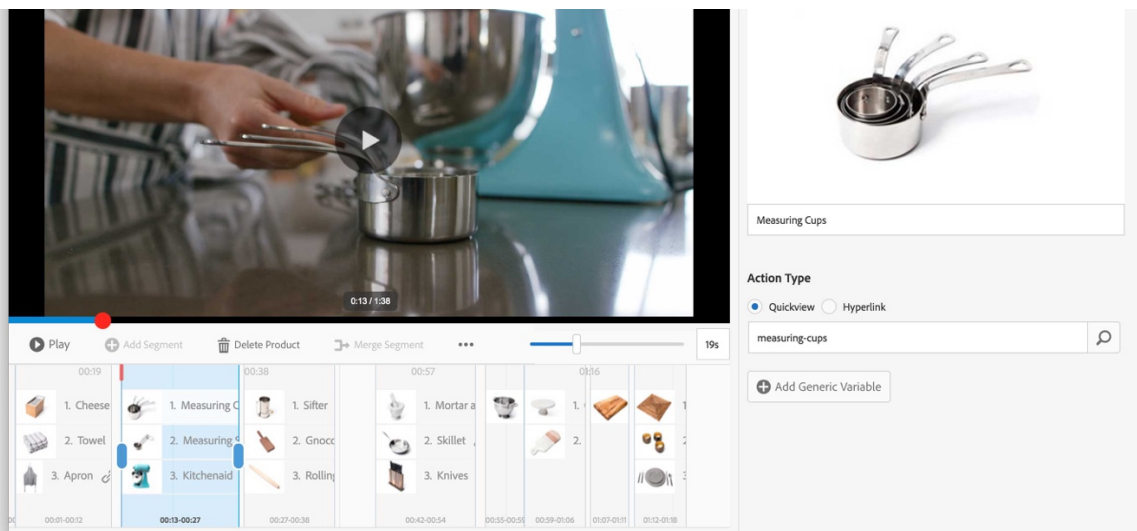 0:13 / 1:38
Measuring Cups
Action Type
Quickview Hyperlink
measuring-cups
Add Generic Variable
Play Add Segment Delete Product Merge Segment ••• 19s
00:19 00:38 00:57 01:16
1. Cheese 1. Measuring C 1. Sifter 1. Mortar a 1. 1
2. Towel 2. Measuring S 2. Gnocc 2. Skillet 2. 2
3. Apron 3. Kitchenaid 3. Rolling 3. Knives 3
00:01-00:12 00:13-00:27 00:27-00:38 00:42-00:54 00:55-00:59 00:59-01:06 01:07-01:11 01:12-01:18